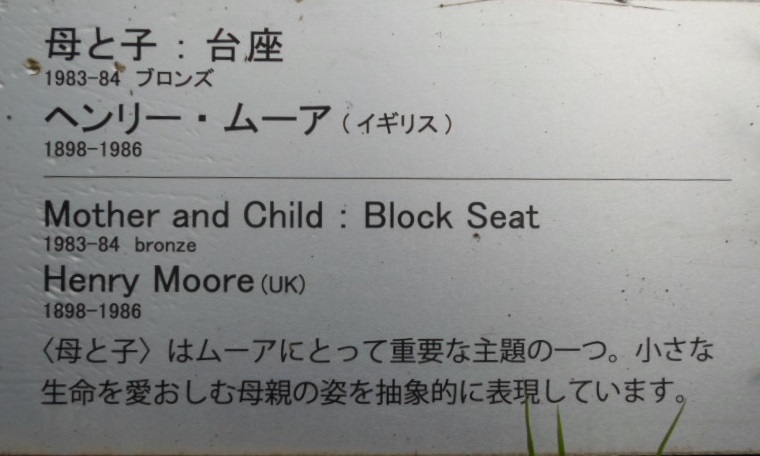 母と子：台座
1983-84 ブロンズ
ヘンリー・ムーア（イギリス）
1898-1986
Mother and Child : Block Seat
1983-84 bronze
Henry Moore (UK)
1898-1986
〈母と子〉はムーアにとって重要な主題の一つ。小さな
生命を愛おしむ母親の姿を抽象的に表現しています。